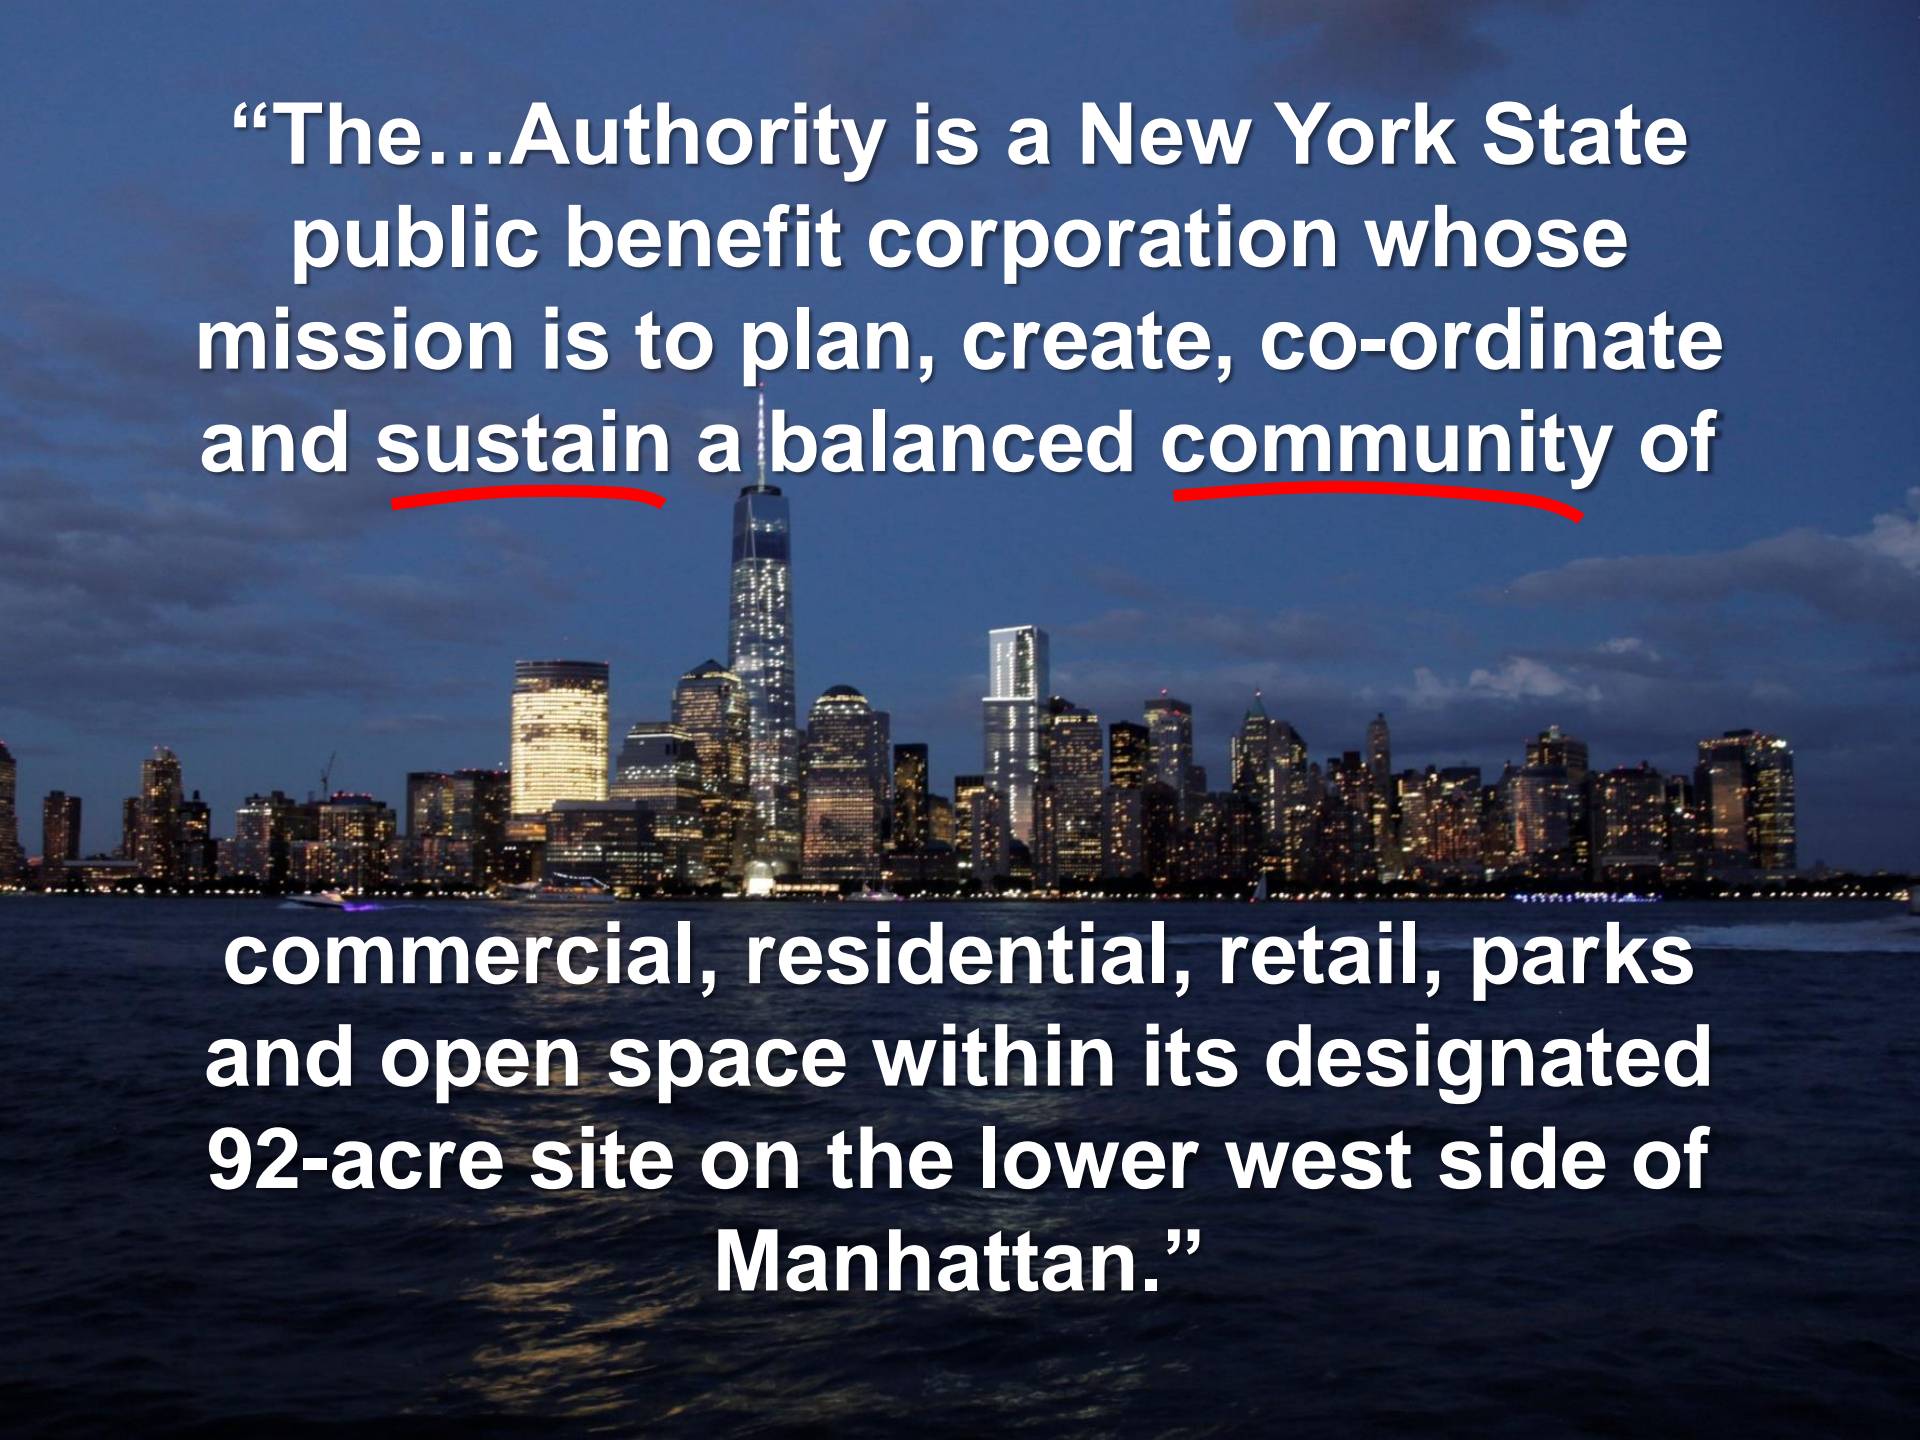 “The…Authority is a New York State
public benefit corporation whose
mission is to plan, create, co-ordinate
and sustain a balanced community of
commercial, residential, retail, parks
and open space within its designated
92-acre site on the lower west side of
Manhattan.”